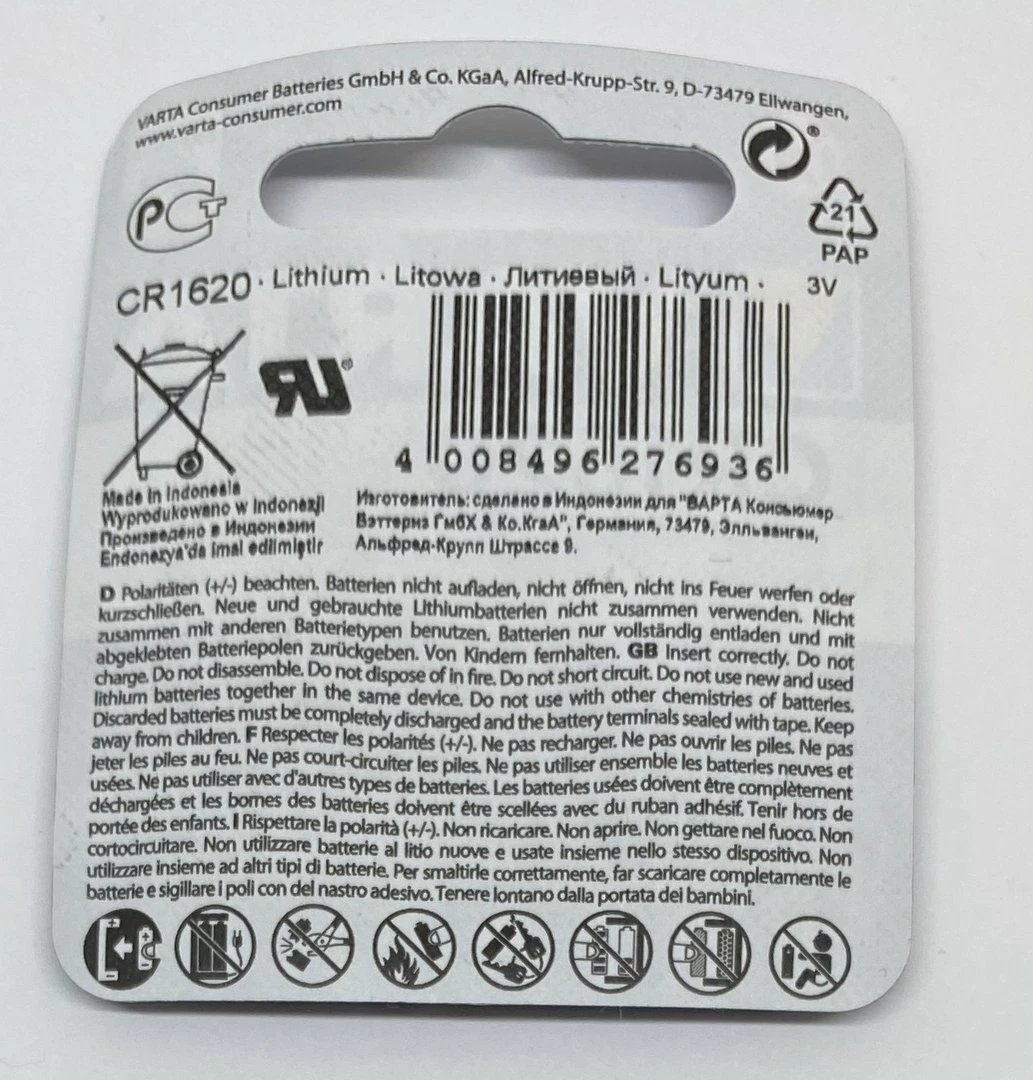 VARTA Consumer Batteries GmbH & Co. KGaA, Alfred-Krupp-Str. 9, D-73479 Ellwangen,
www.varta-consumer.com
®
РСТ
21
PAP
CR1620 · Lithium · Litowa · Литиевый · Lityum · 3V
UR®
4 008496 276936
Made in Indonesia
Wyprodukowano w Indonezji
Произведено в Индонезии
Endonezya'da imal edilmiştir
Изготовитель: сделано в Индонезии для "ВАРТА Консьюмер
Бэттериз ГмбХ & Ко.КгаА", Германия, 73479, Элльванген,
Альфред-Крупп Штрассе 9.
D Polaritäten (+/-) beachten. Batterien nicht aufladen, nicht öffnen, nicht ins Feuer werfen oder
kurzschließen. Neue und gebrauchte Lithiumbatterien nicht zusammen verwenden. Nicht
zusammen mit anderen Batterietypen benutzen. Batterien nur vollständig entladen und mit
abgeklebten Batteriepolen zurückgeben. Von Kindern fernhalten. GB Insert correctly. Do not
charge. Do not disassemble. Do not dispose of in fire. Do not short circuit. Do not use new and used
lithium batteries together in the same device. Do not use with other chemistries of batteries.
Discarded batteries must be completely discharged and the battery terminals sealed with tape. Keep
away from children. F Respecter les polarités (+/-). Ne pas recharger. Ne pas ouvrir les piles. Ne pas
jeter les piles au feu. Ne pas court-circuiter les piles. Ne pas utiliser ensemble les batteries neuves et
usées. Ne pas utiliser avec d'autres types de batteries. Les batteries usées doivent être complètement
déchargées et les bornes des batteries doivent être scellées avec du ruban adhésif. Tenir hors de
portée des enfants. I Rispettare la polarità (+/-). Non ricaricare. Non aprire. Non gettare nel fuoco. Non
cortocircuitare. Non utilizzare batterie al litio nuove e usate insieme nello stesso dispositivo. Non
utilizzare insieme ad altri tipi di batterie. Per smaltirle correttamente, far scaricare completamente le
batterie e sigillare i poli con del nastro adesivo. Tenere lontano dalla portata dei bambini.